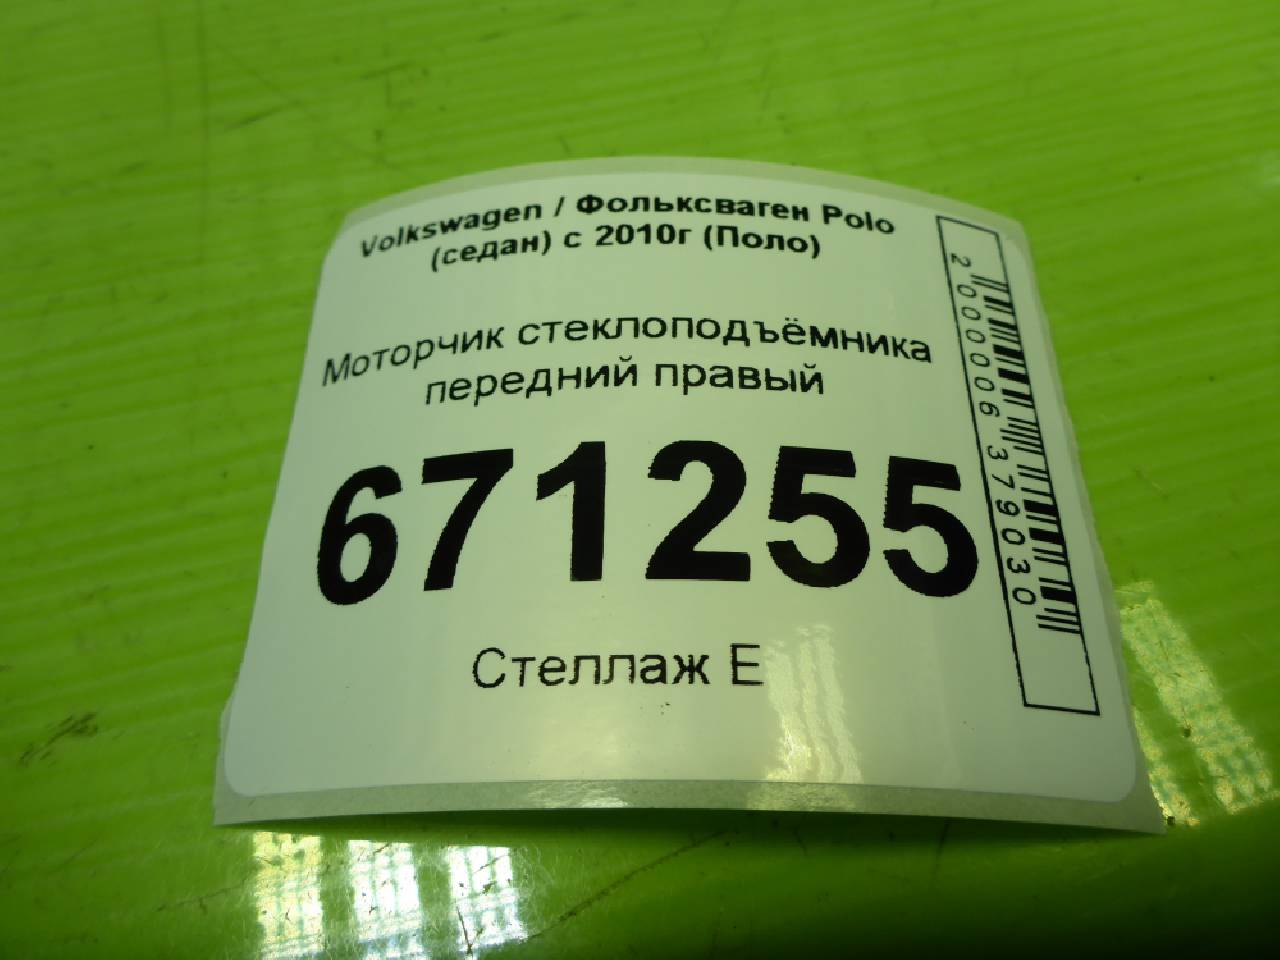 Volkswagen / Фольксваген Polo
(седан) с 2010г (Поло)
Моторчик стеклоподъёмника
передний правый
671255
Стеллаж Е
2000006379030